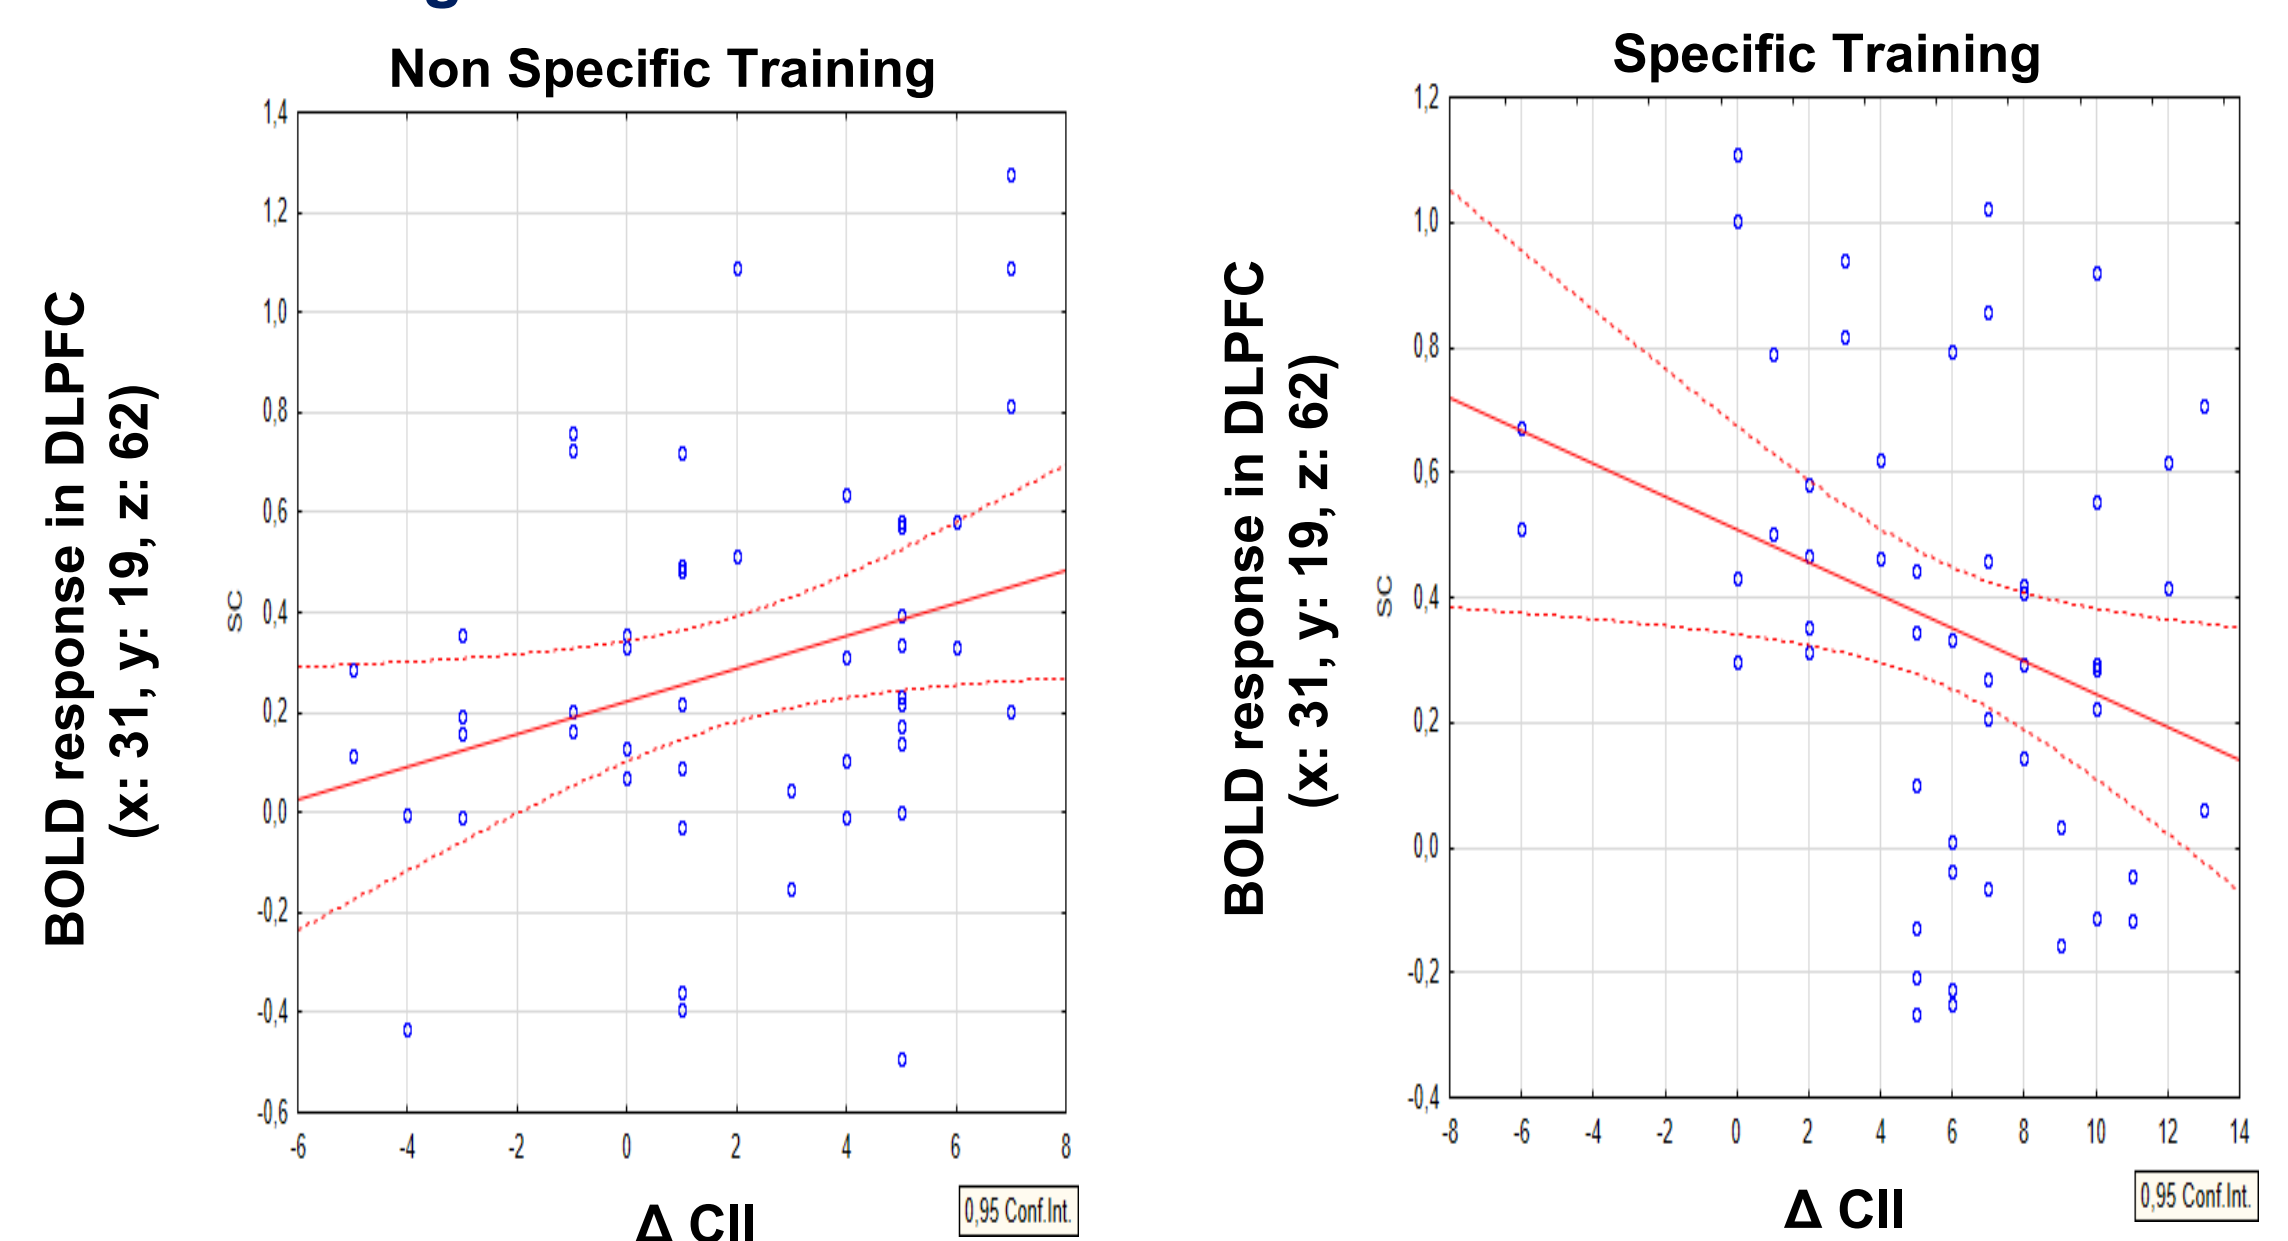 g
Non Specific Training
BOLD response in DLPFC
(x: 31, y: 19, z: 62)
SC
1,4
1,2
1,0
0,8
0,6
0,4
0,2
0,0
-0,2
-0,4
-0,6
-6 -4 -2 0 2 4 6 8
Δ CII
0,95 Conf.Int.
Specific Training
BOLD response in DLPFC
(x: 31, y: 19, z: 62)
SC
1,2
1,0
0,8
0,6
0,4
0,2
0,0
-0,2
-0,4
-8 -6 -4 -2 0 2 4 6 8 10 12 14
Δ CII
0,95 Conf.Int.